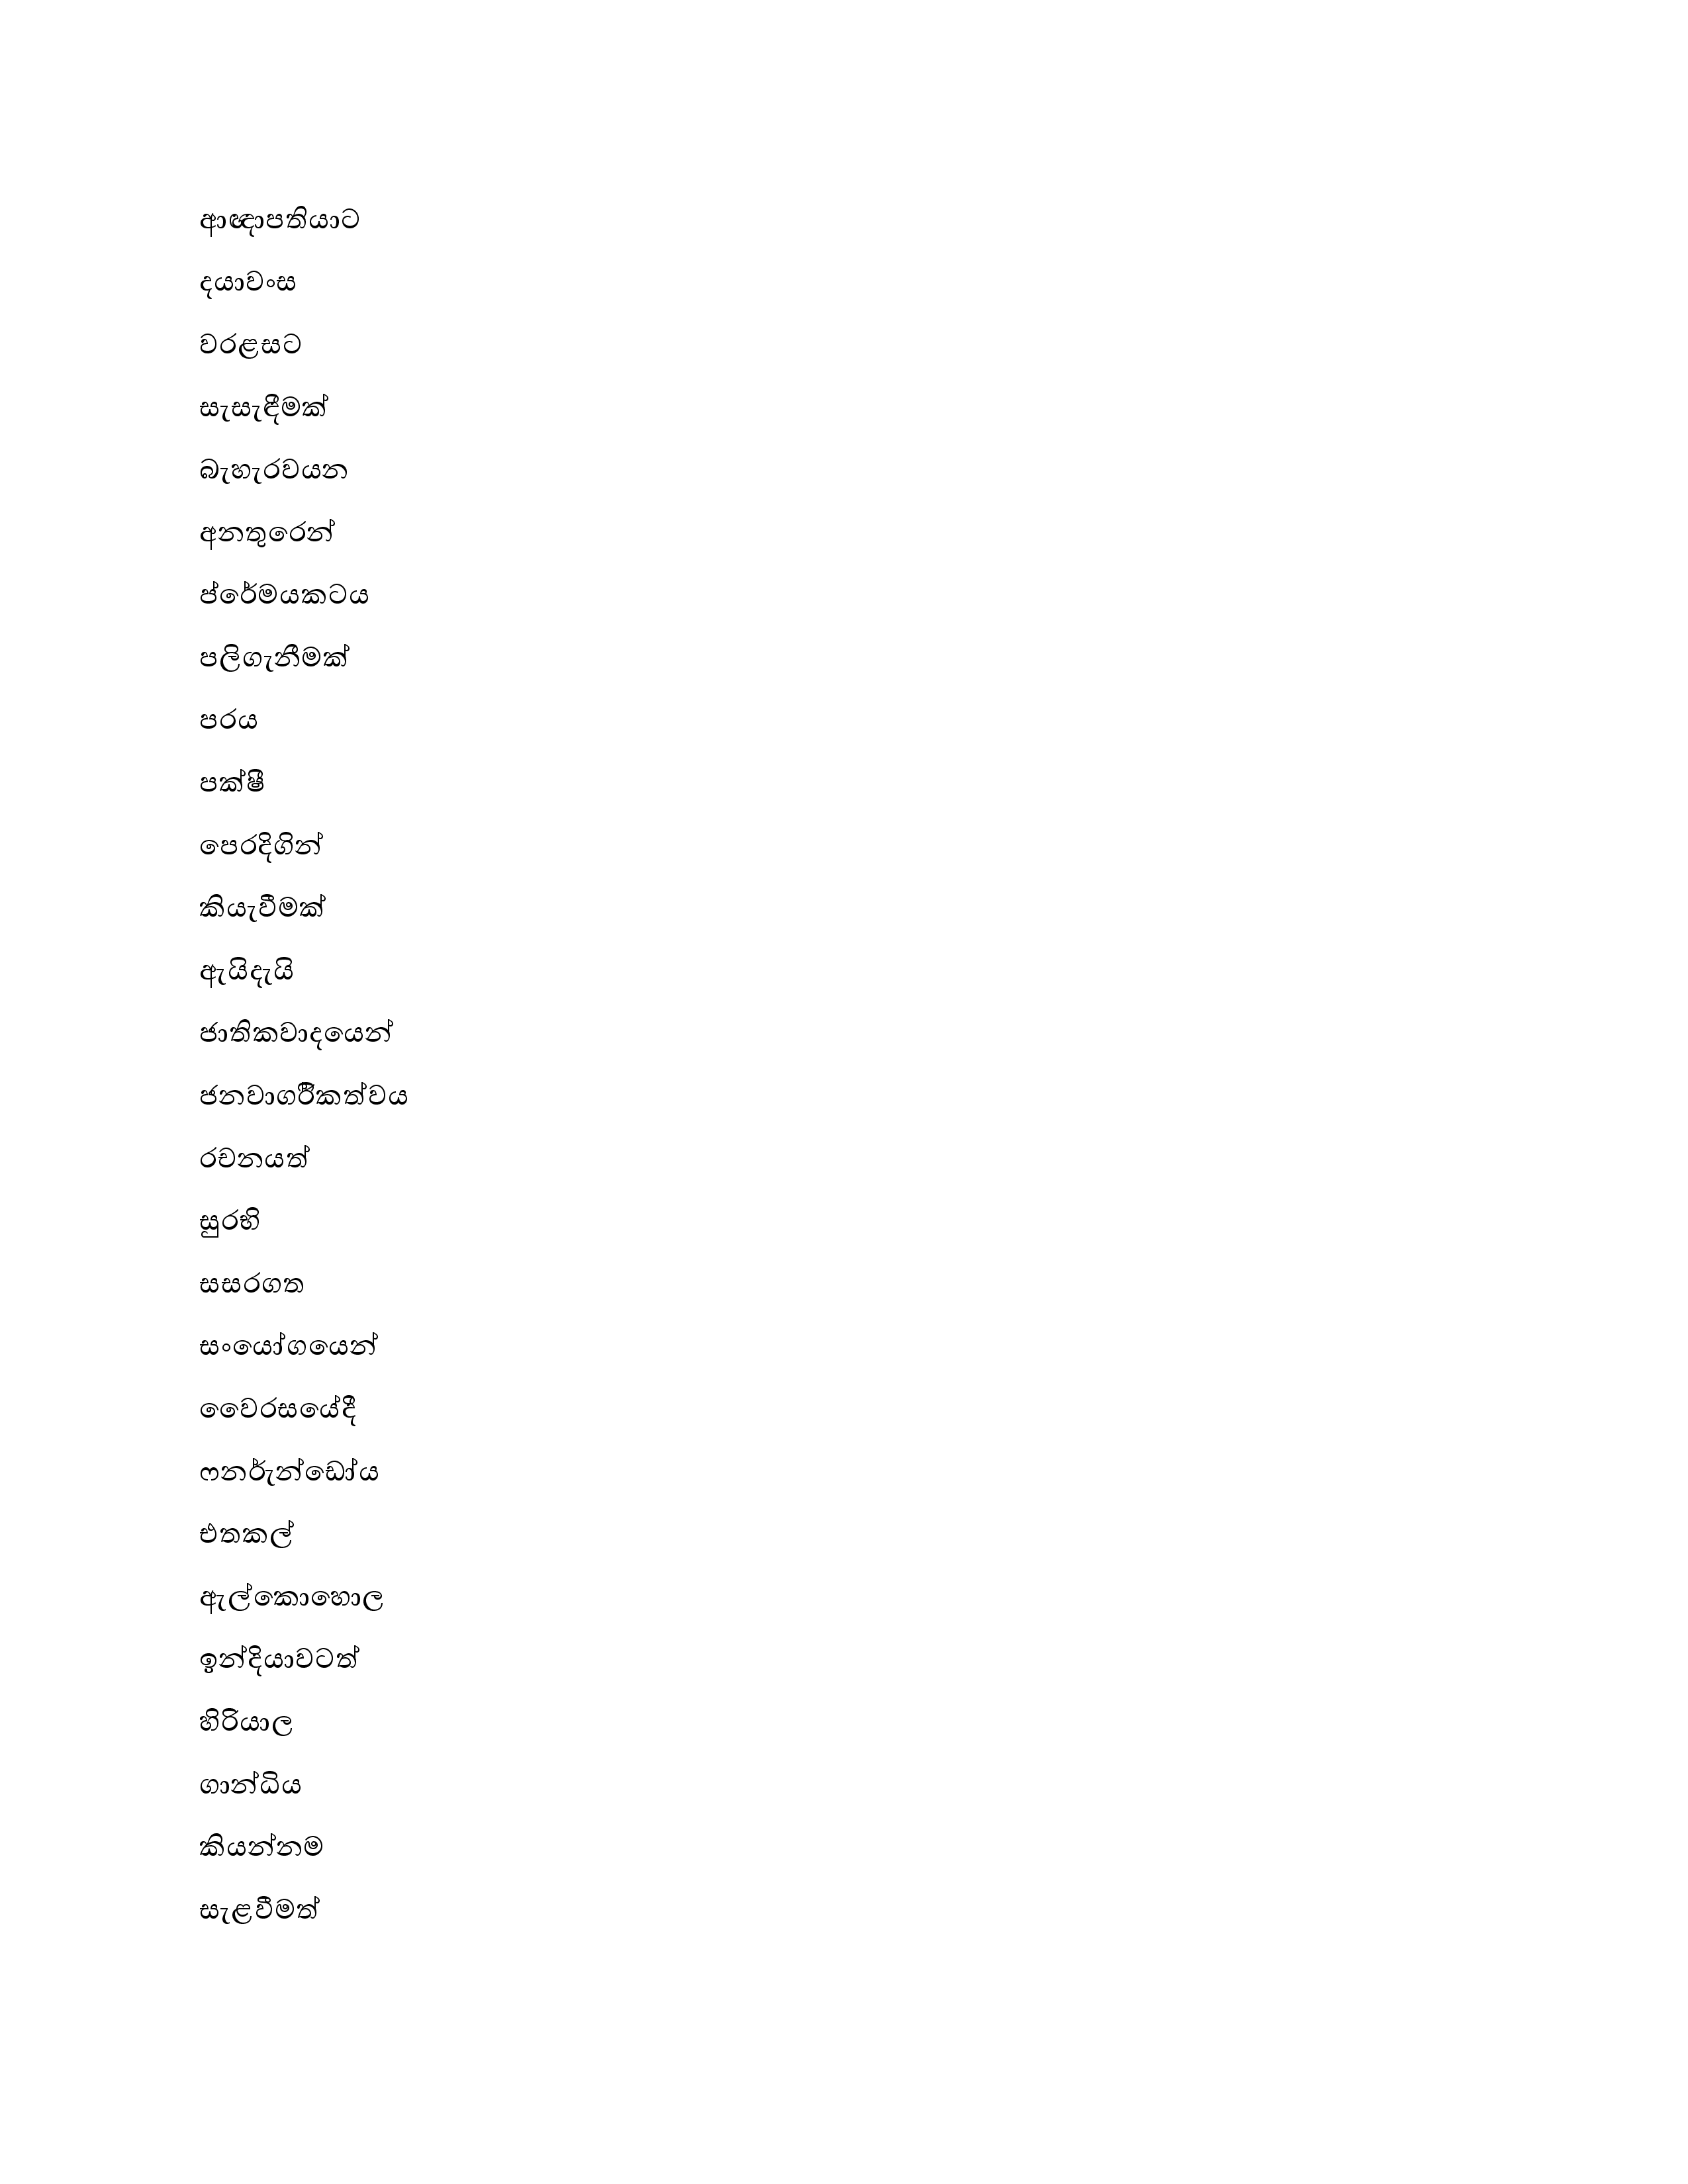 ආඥාපතියාට
දයාවංස
වරළසට
සැසැඳීමක්
බැහැරවයන
අනතුරෙන්
ප්රේමයකටය
පලිගැනීමක්
පරය
පක්ෂී
පෙරදිගින්
කියැවීමක්
ඇයිදැයි
ජාතිකවාදයෙන්
ජනවාගරිීකත්වය
රචනයත්
සුරභි
සසරගත
සංයෝගයෙන්
වෛරසයේදී
ෆනර්ැන්ඩෝය
එතකල්
ඇල්කොහොල
ඉන්දියාවටත්
හිරියාල
ගාන්ධිය
කියන්නම
සැළවීමත්